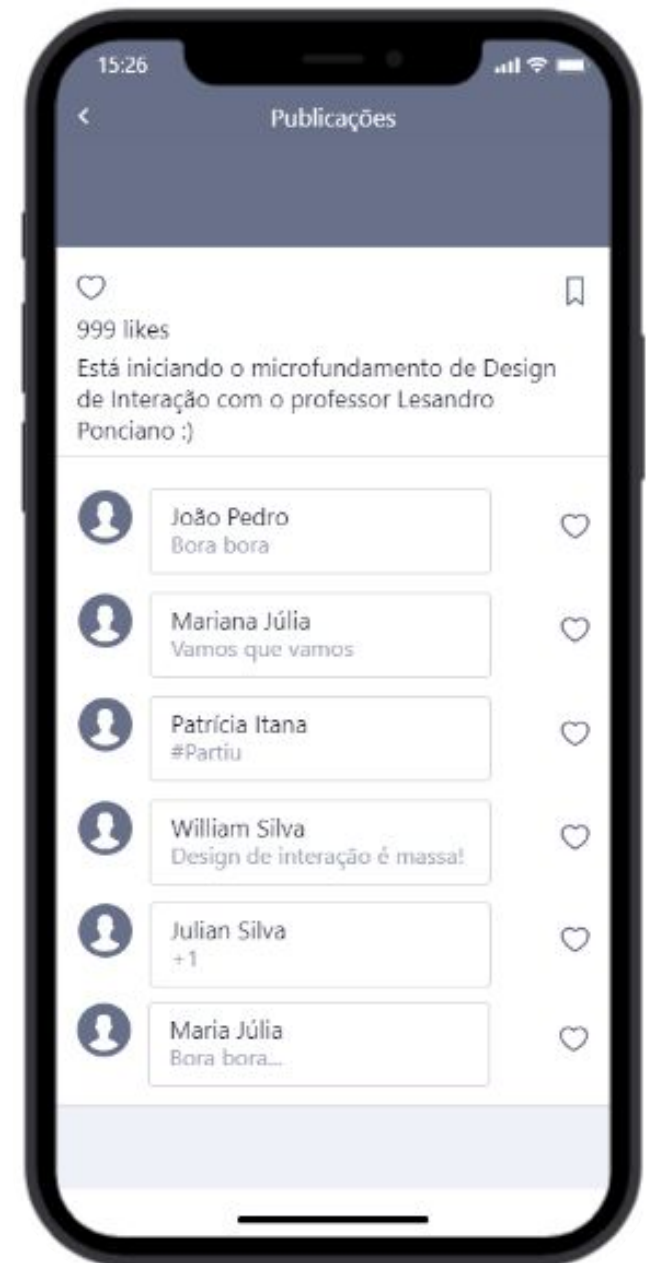 15:26
Publicações
999 likes
Está iniciando o microfundamento de Design
de Interação com o professor Lesandro
Ponciano :)
João Pedro
Bora bora
Mariana Júlia
Vamos que vamos
Patrícia Itana
#Partiu
William Silva
Design de interação é massa!
Julian Silva
+1
Maria Júlia
Bora bora...